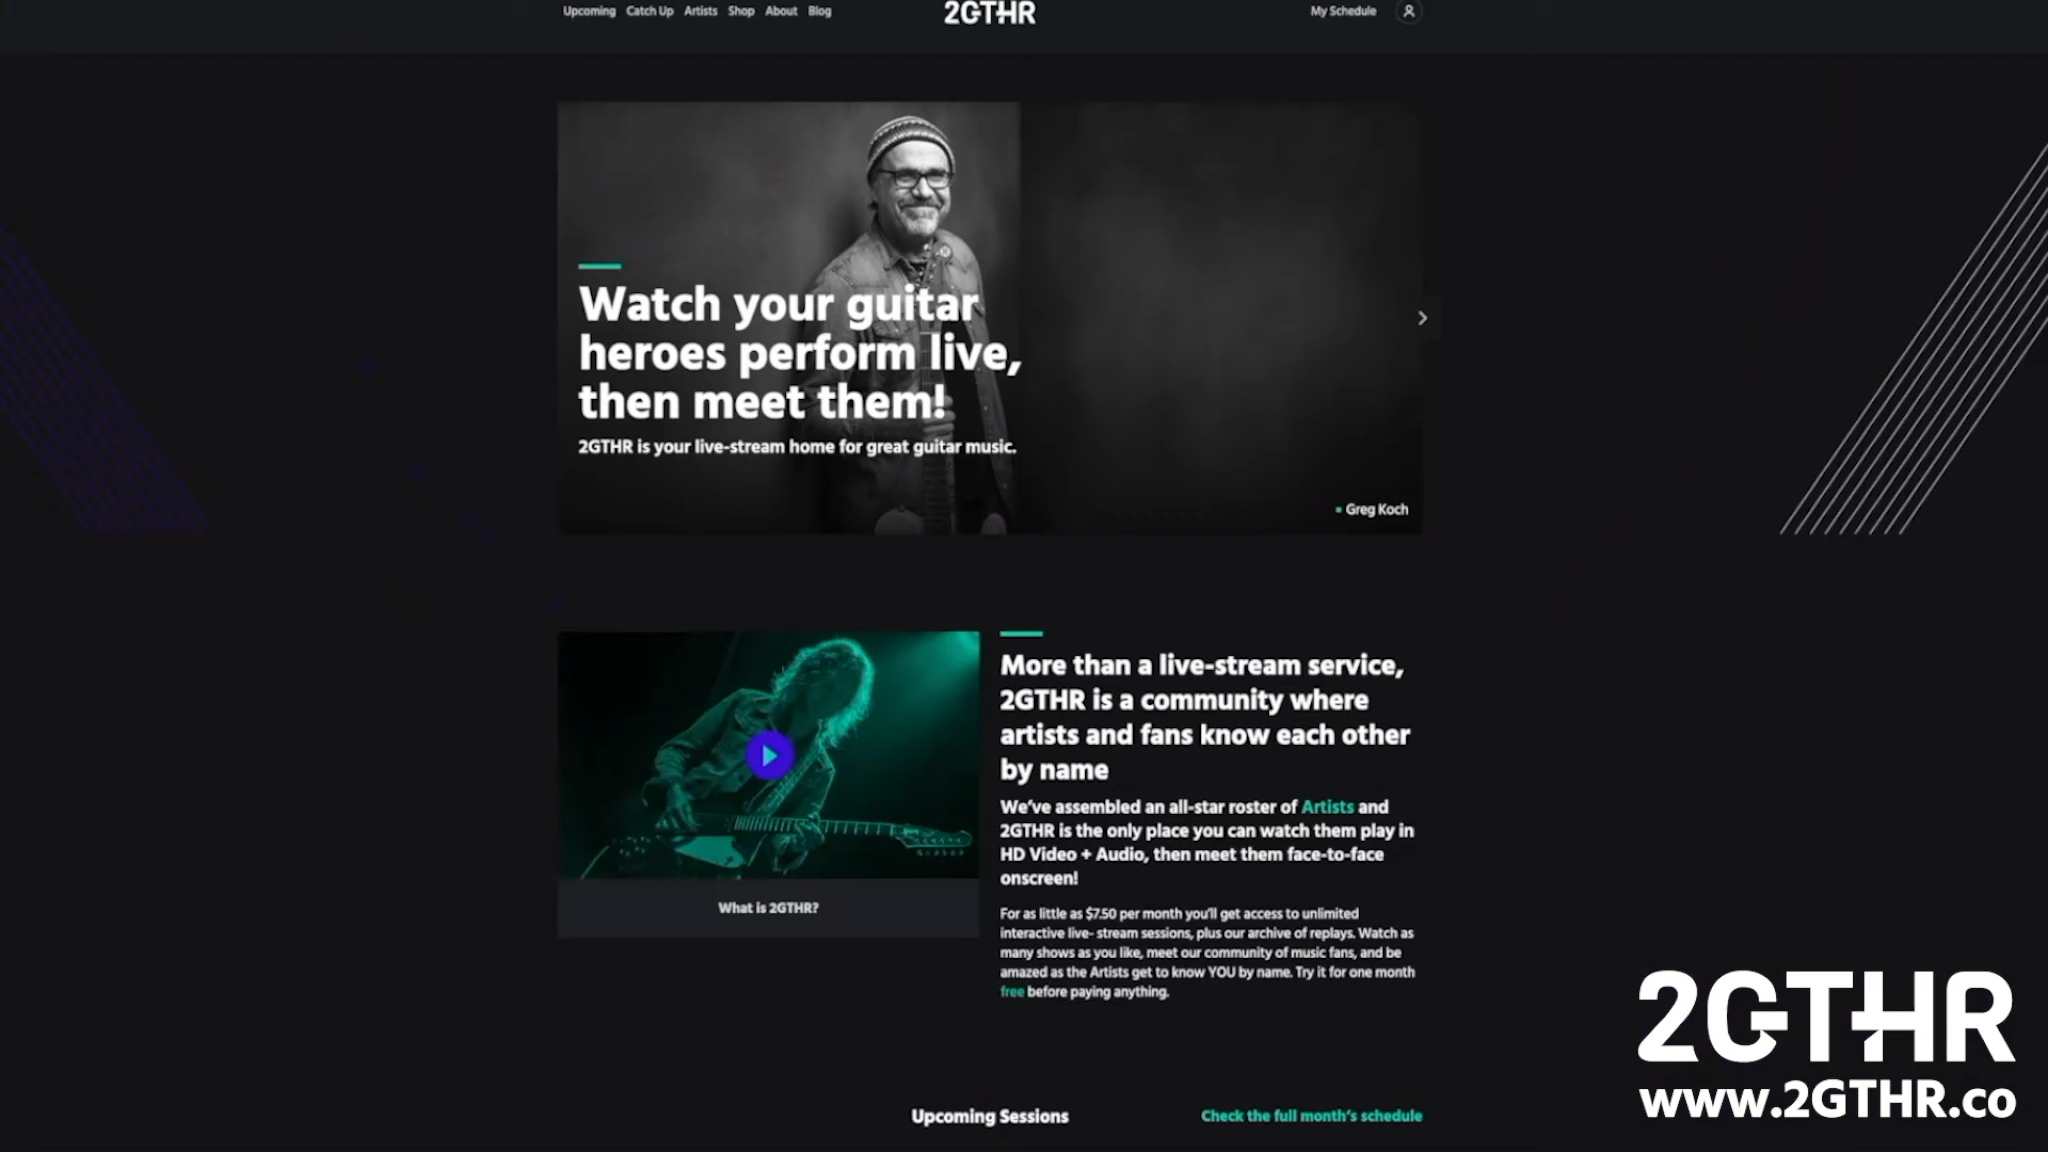 Upcoming Catch Up Artists Shop About Blog
2GTHR
My Schedule
Watch your guitar
heroes perform live,
then meet them!
2GTHR is your live-stream home for great guitar music.
Greg Koch
More than a live-stream service,
2GTHR is a community where
artists and fans know each other
by name
We've assembled an all-star roster of Artists and
2GTHR is the only place you can watch them play in
HD Video + Audio, then meet them face-to-face
onscreen!
What is 2GTHR?
For as little as $7.50 per month you'll get access to unlimited
interactive live- stream sessions, plus our archive of replays. Watch as
many shows as you like, meet our community of music fans, and be
amazed as the Artists get to know YOU by name. Try it for one month
free before paying anything.
Upcoming Sessions
Check the full month's schedule
2GTHR
www.2GTHR.co